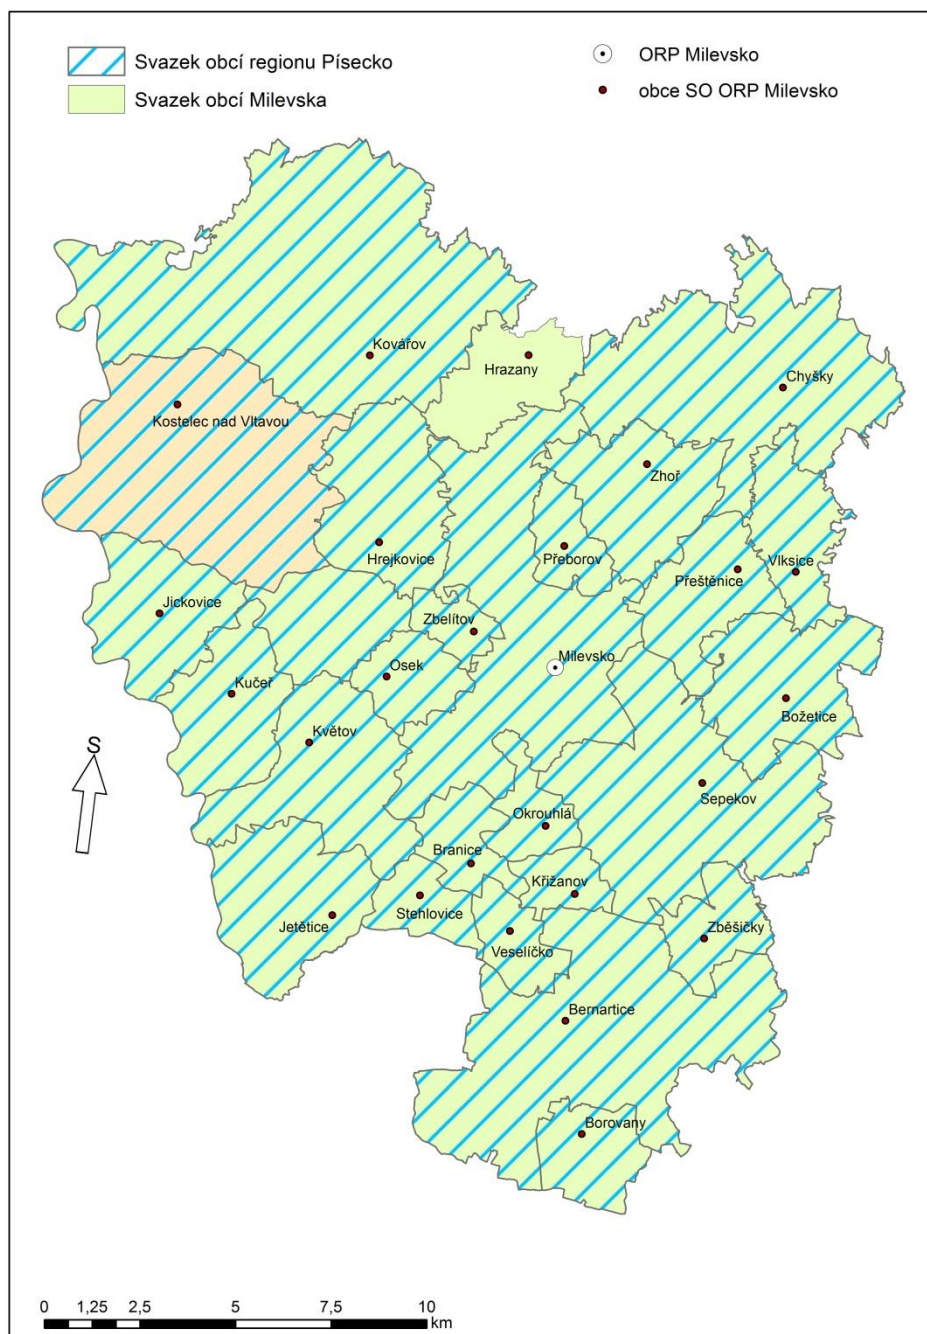 Svazek obcí regionu Písecko
Svazek obcí Milevska
ORP Milevsko
obce SO ORP Milevsko
Kovářov
Hrazany
Chyšky
Kostelec nad Vltavou
Zhoř
Hrejkovice
Přeborov
Přeštěnice
Vlksice
Jickovice
Zbelítov
Milevsko
Osek
Kučeř
Božetice
Květov
S
Sepekov
Okrouhlá
Branice
Křižanov
Stehlovice
Jetětice
Zběšičky
Veselíčko
Bernartice
Borovany
0 1,25 2,5 5 7,5 10
km